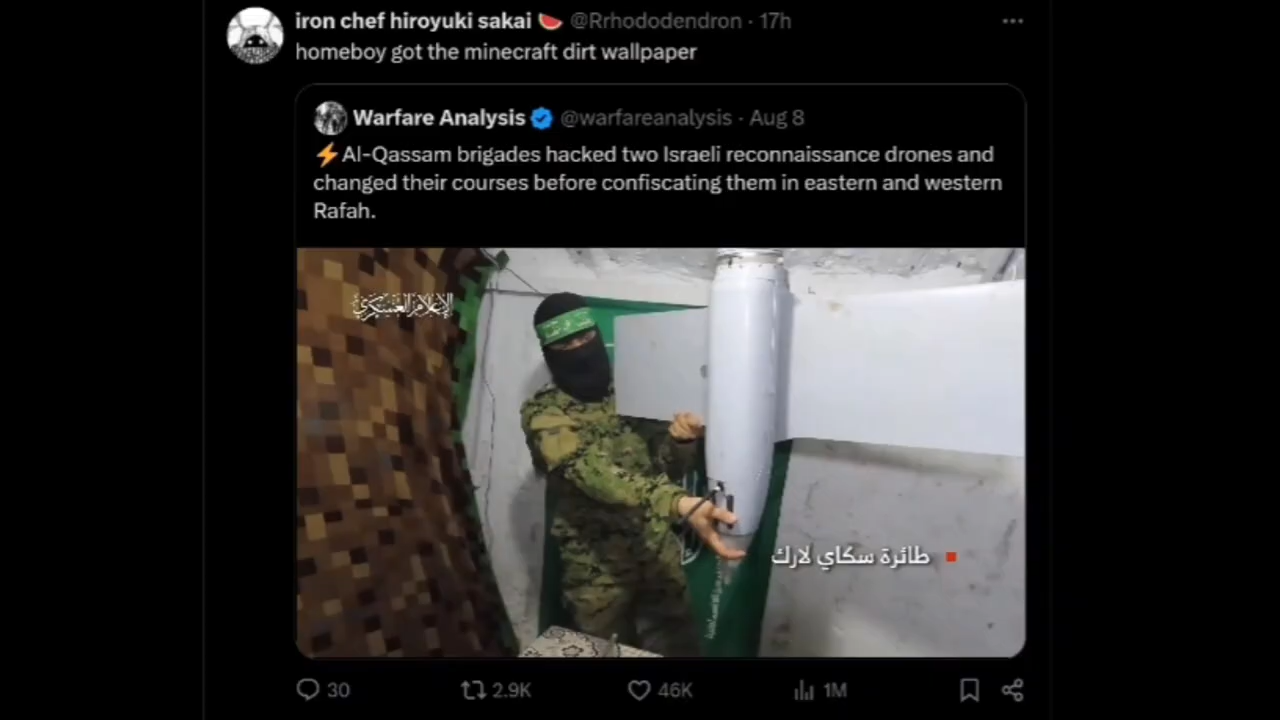 iron chef hiroyuki sakai 🍉 @Rrhododendron · 17h
homeboy got the minecraft dirt wallpaper
Warfare Analysis @warfareanalysis · Aug 8
⚡Al-Qassam brigades hacked two Israeli reconnaissance drones and
changed their courses before confiscating them in eastern and western
Rafah.
الإعلام العسكري
طائرة سكاي لارك
30 2.9K 46K 1M